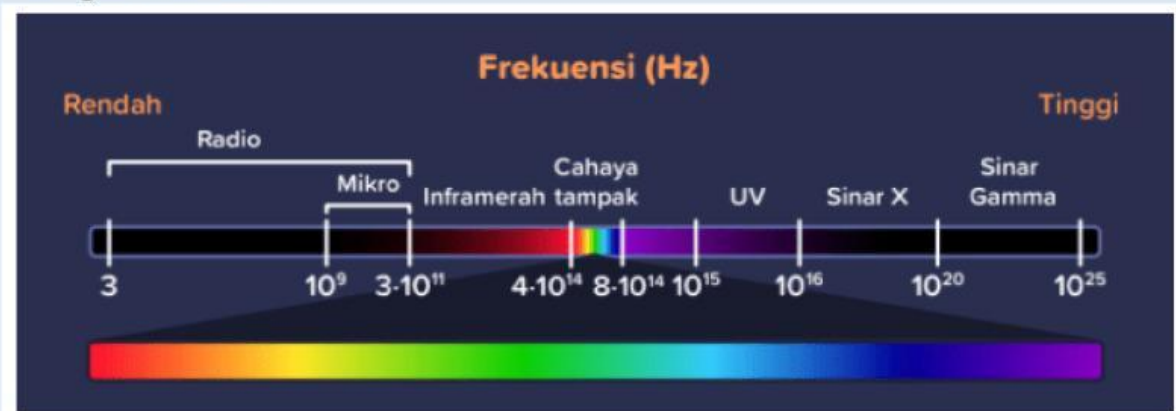 Frekuensi (Hz)
Rendah
Tinggi
Radio
Mikro
Inframerah
Cahaya
tampak
UV
Sinar X
Sinar
Gamma
3
10⁹
3·10¹¹
4·10¹⁴
8·10¹⁴
10¹⁵
10¹⁶
10²⁰
10²⁵